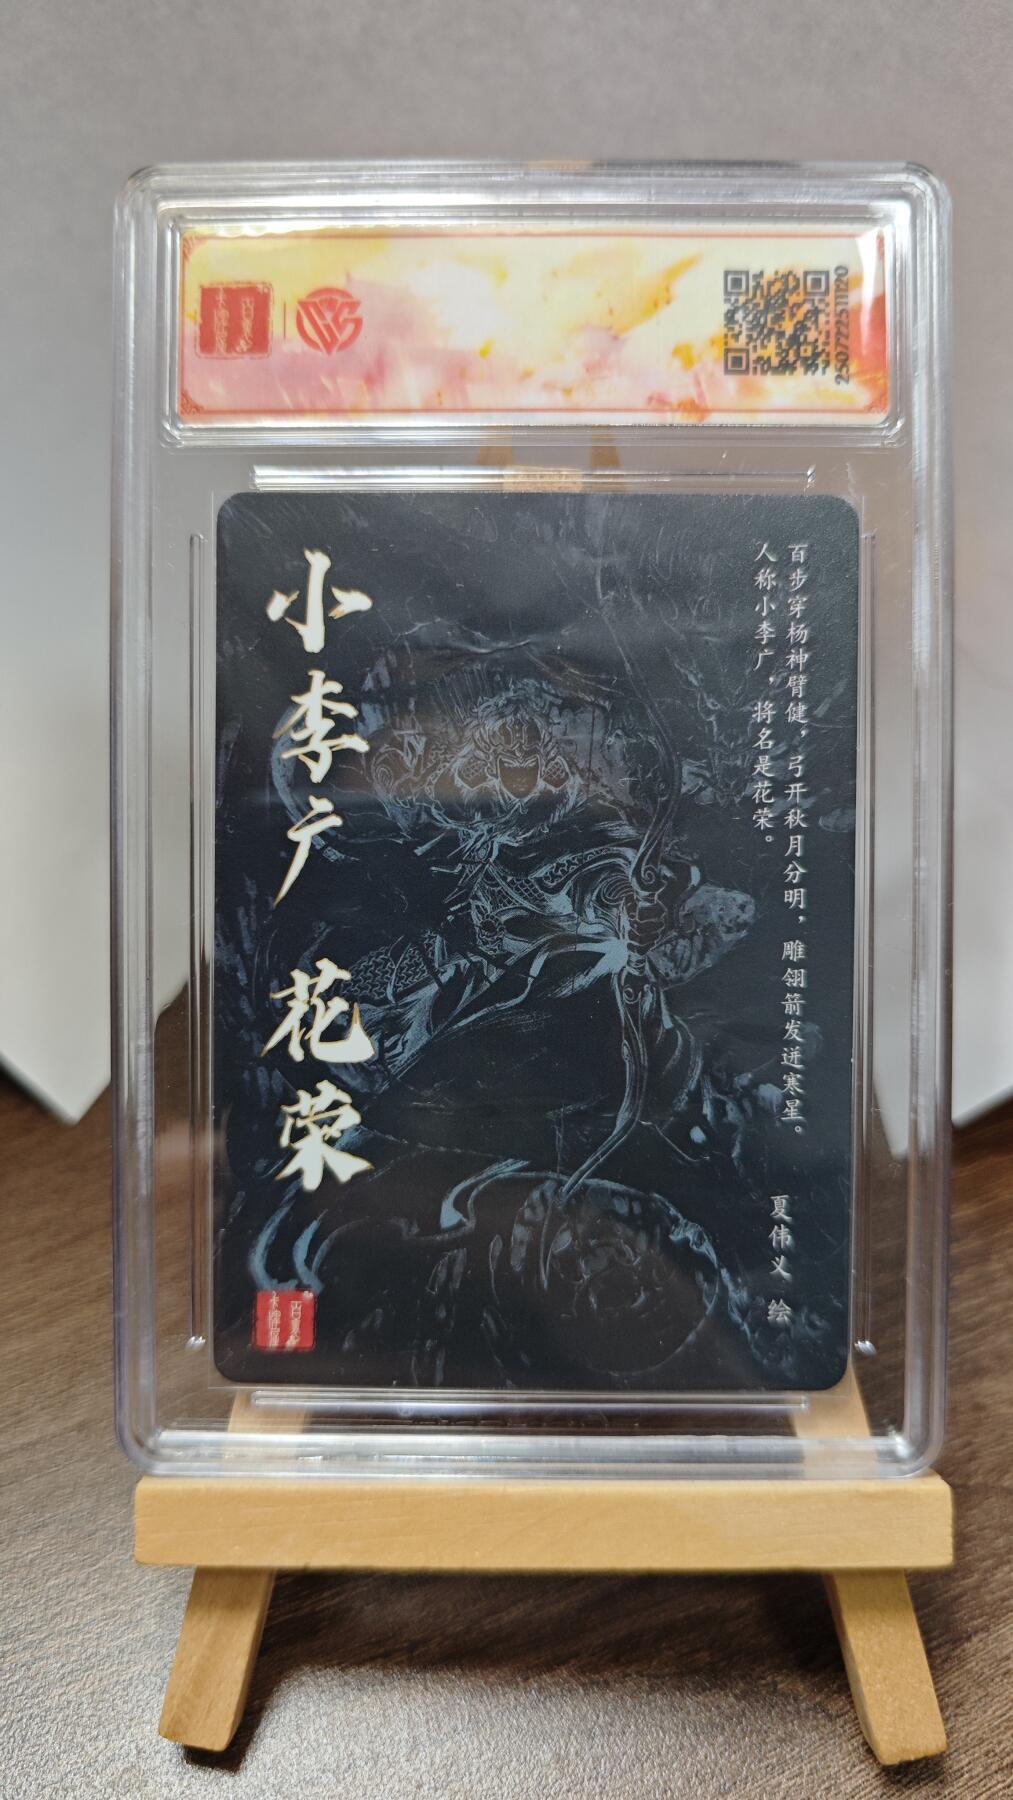 2507722511120
小李广 花荣
百步穿杨神臂健，弓开秋月分明，雕翎箭发迸寒星。
人称小李广，将名是花荣。
夏伟义 绘